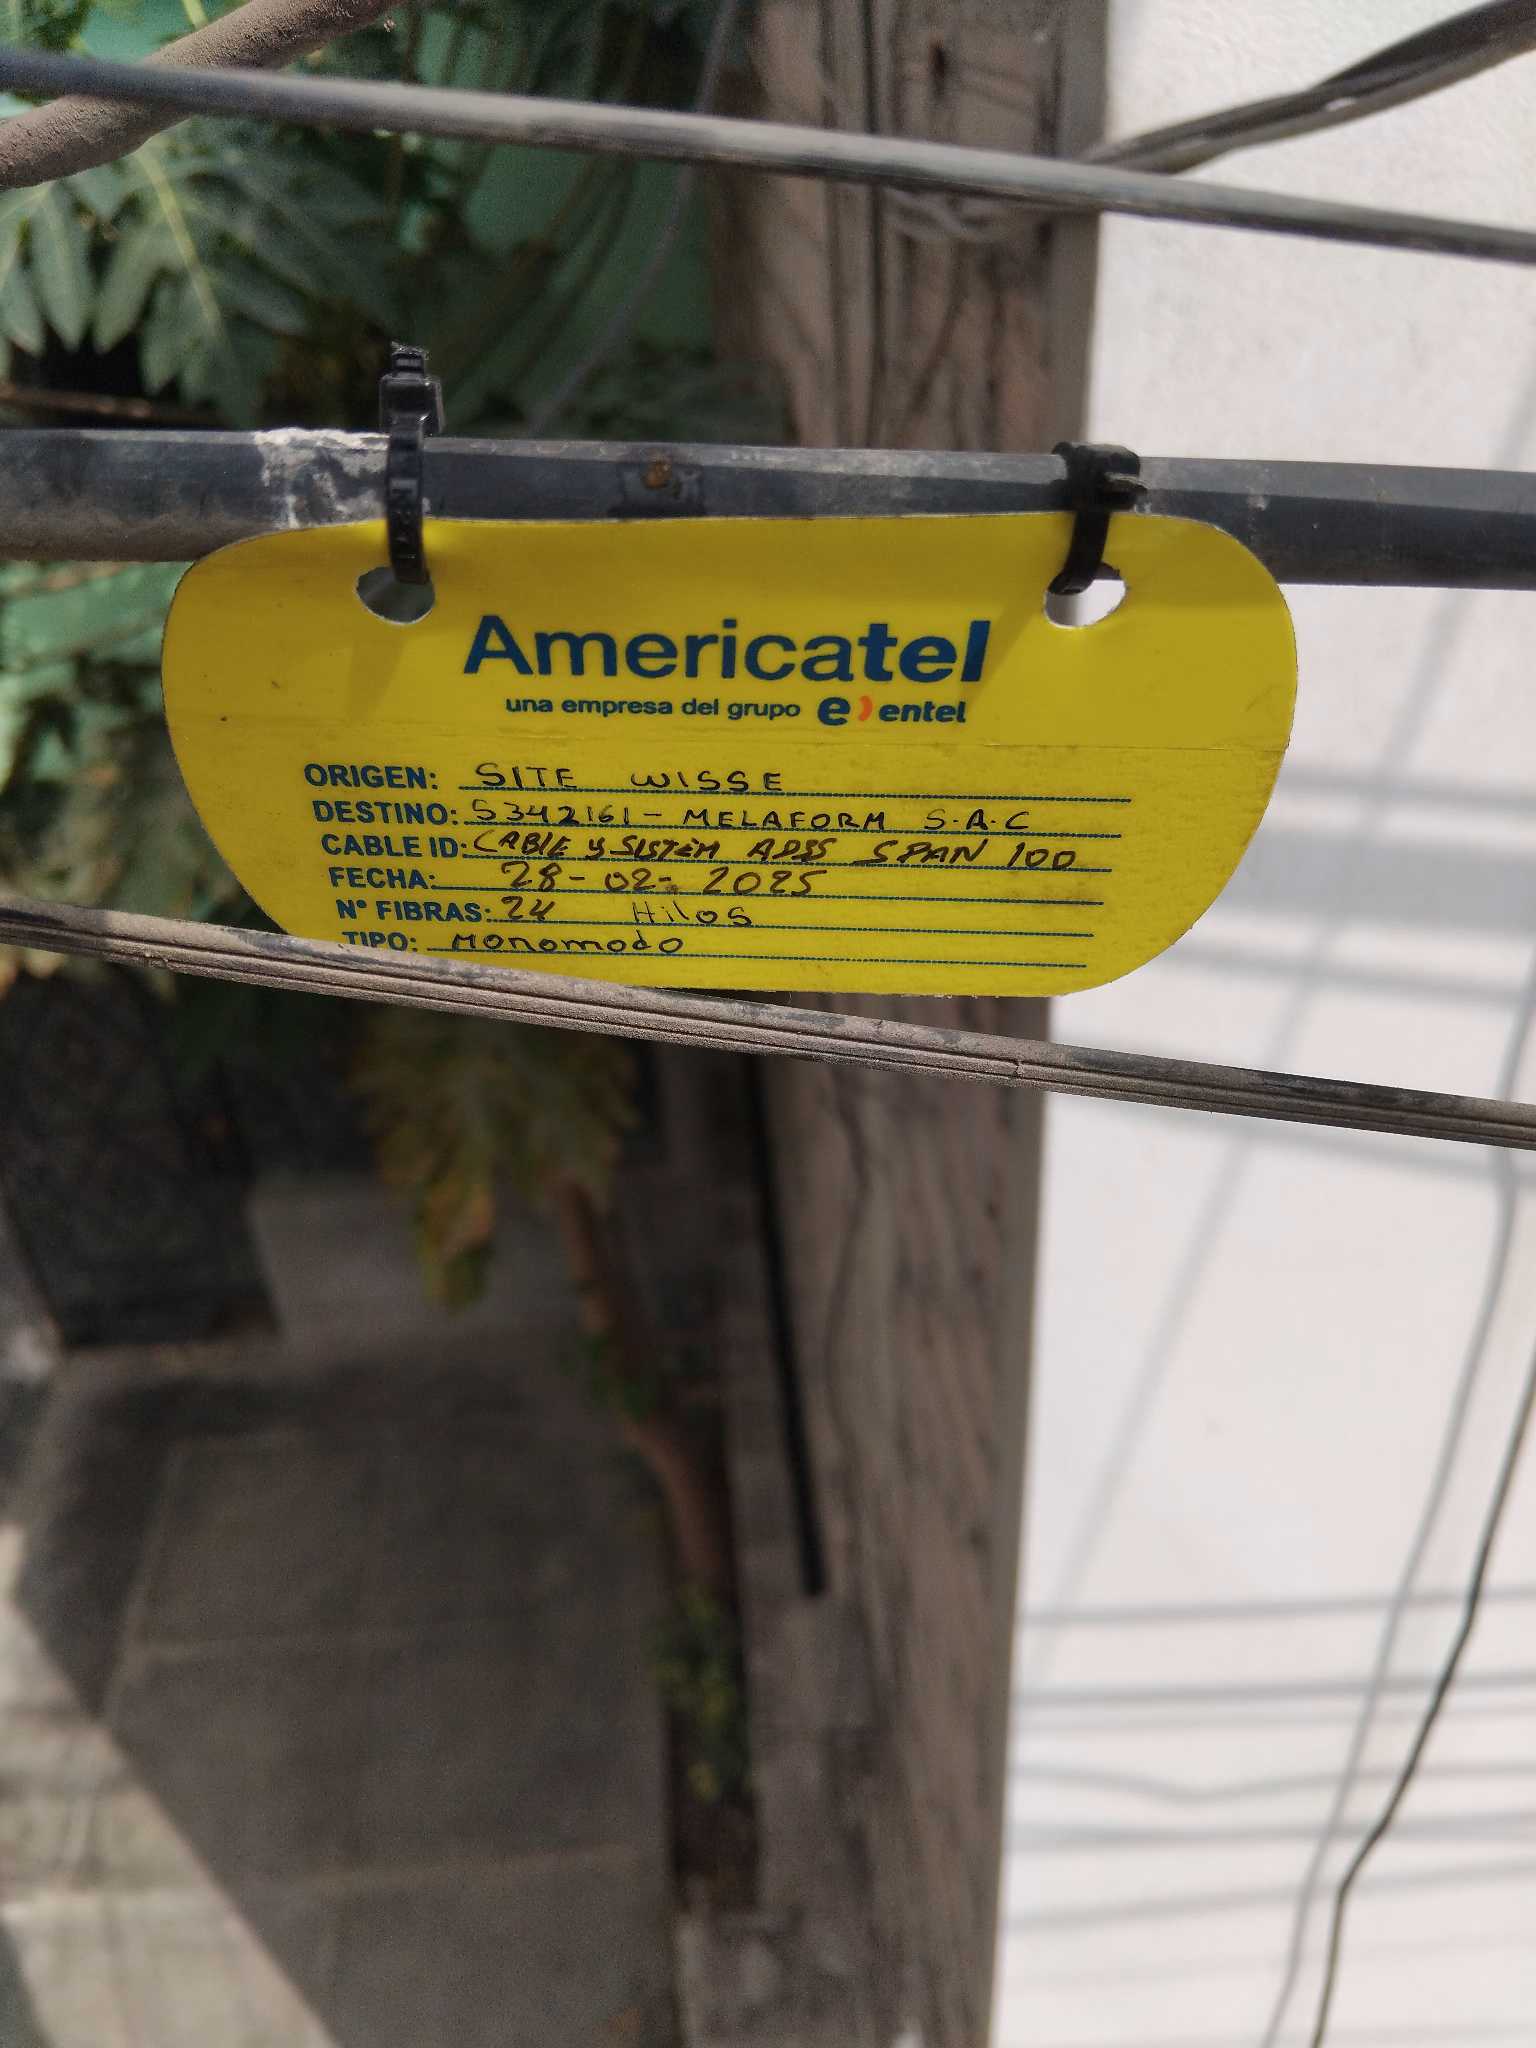 Americatel
una empresa del grupo entel
ORIGEN: SITE WISSE
DESTINO: S342161 - MELAFORM S.A.C
CABLE ID: CABLE y SISTEM ADSS SPAN 100
FECHA: 28-02-2025
N° FIBRAS: 24 Hilos
TIPO: Monomodo